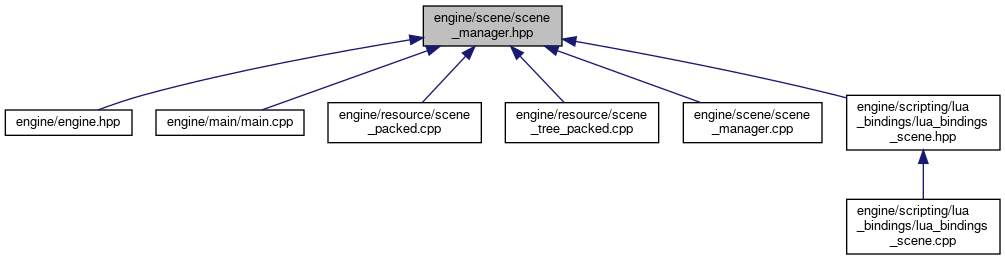 engine/scene/scene
_manager.hpp
engine/engine.hpp
engine/main/main.cpp
engine/resource/scene
_packed.cpp
engine/resource/scene
_tree_packed.cpp
engine/scene/scene
_manager.cpp
engine/scripting/lua
_bindings/lua_bindings
_scene.hpp
engine/scripting/lua
_bindings/lua_bindings
_scene.cpp